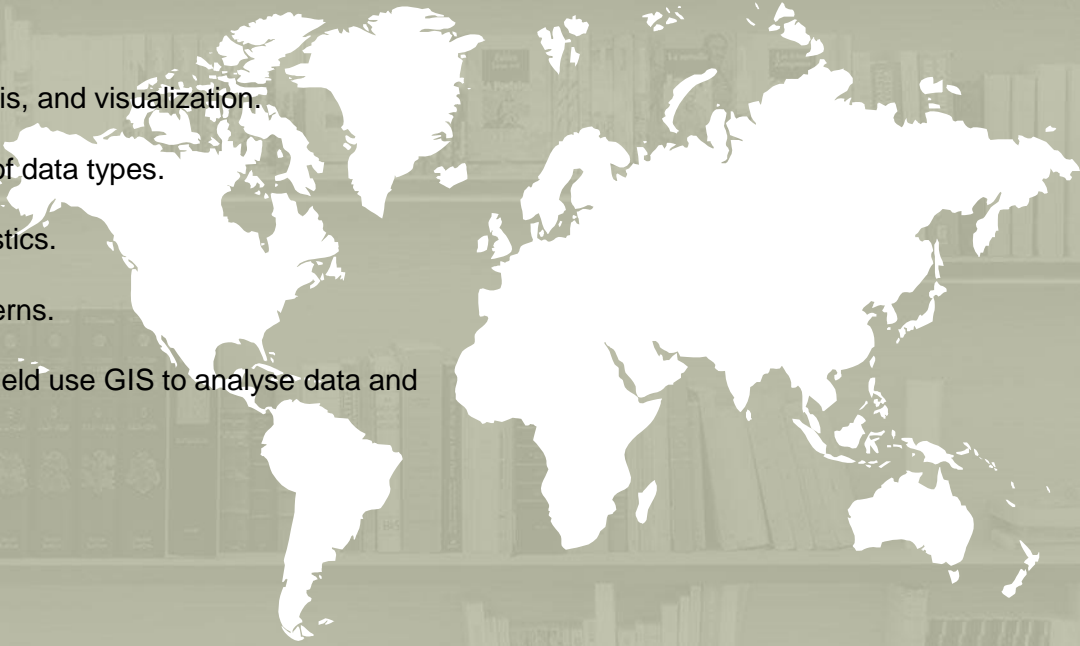 is, and visualization.
of data types.
stics.
erns.
eld use GIS to analyse data and